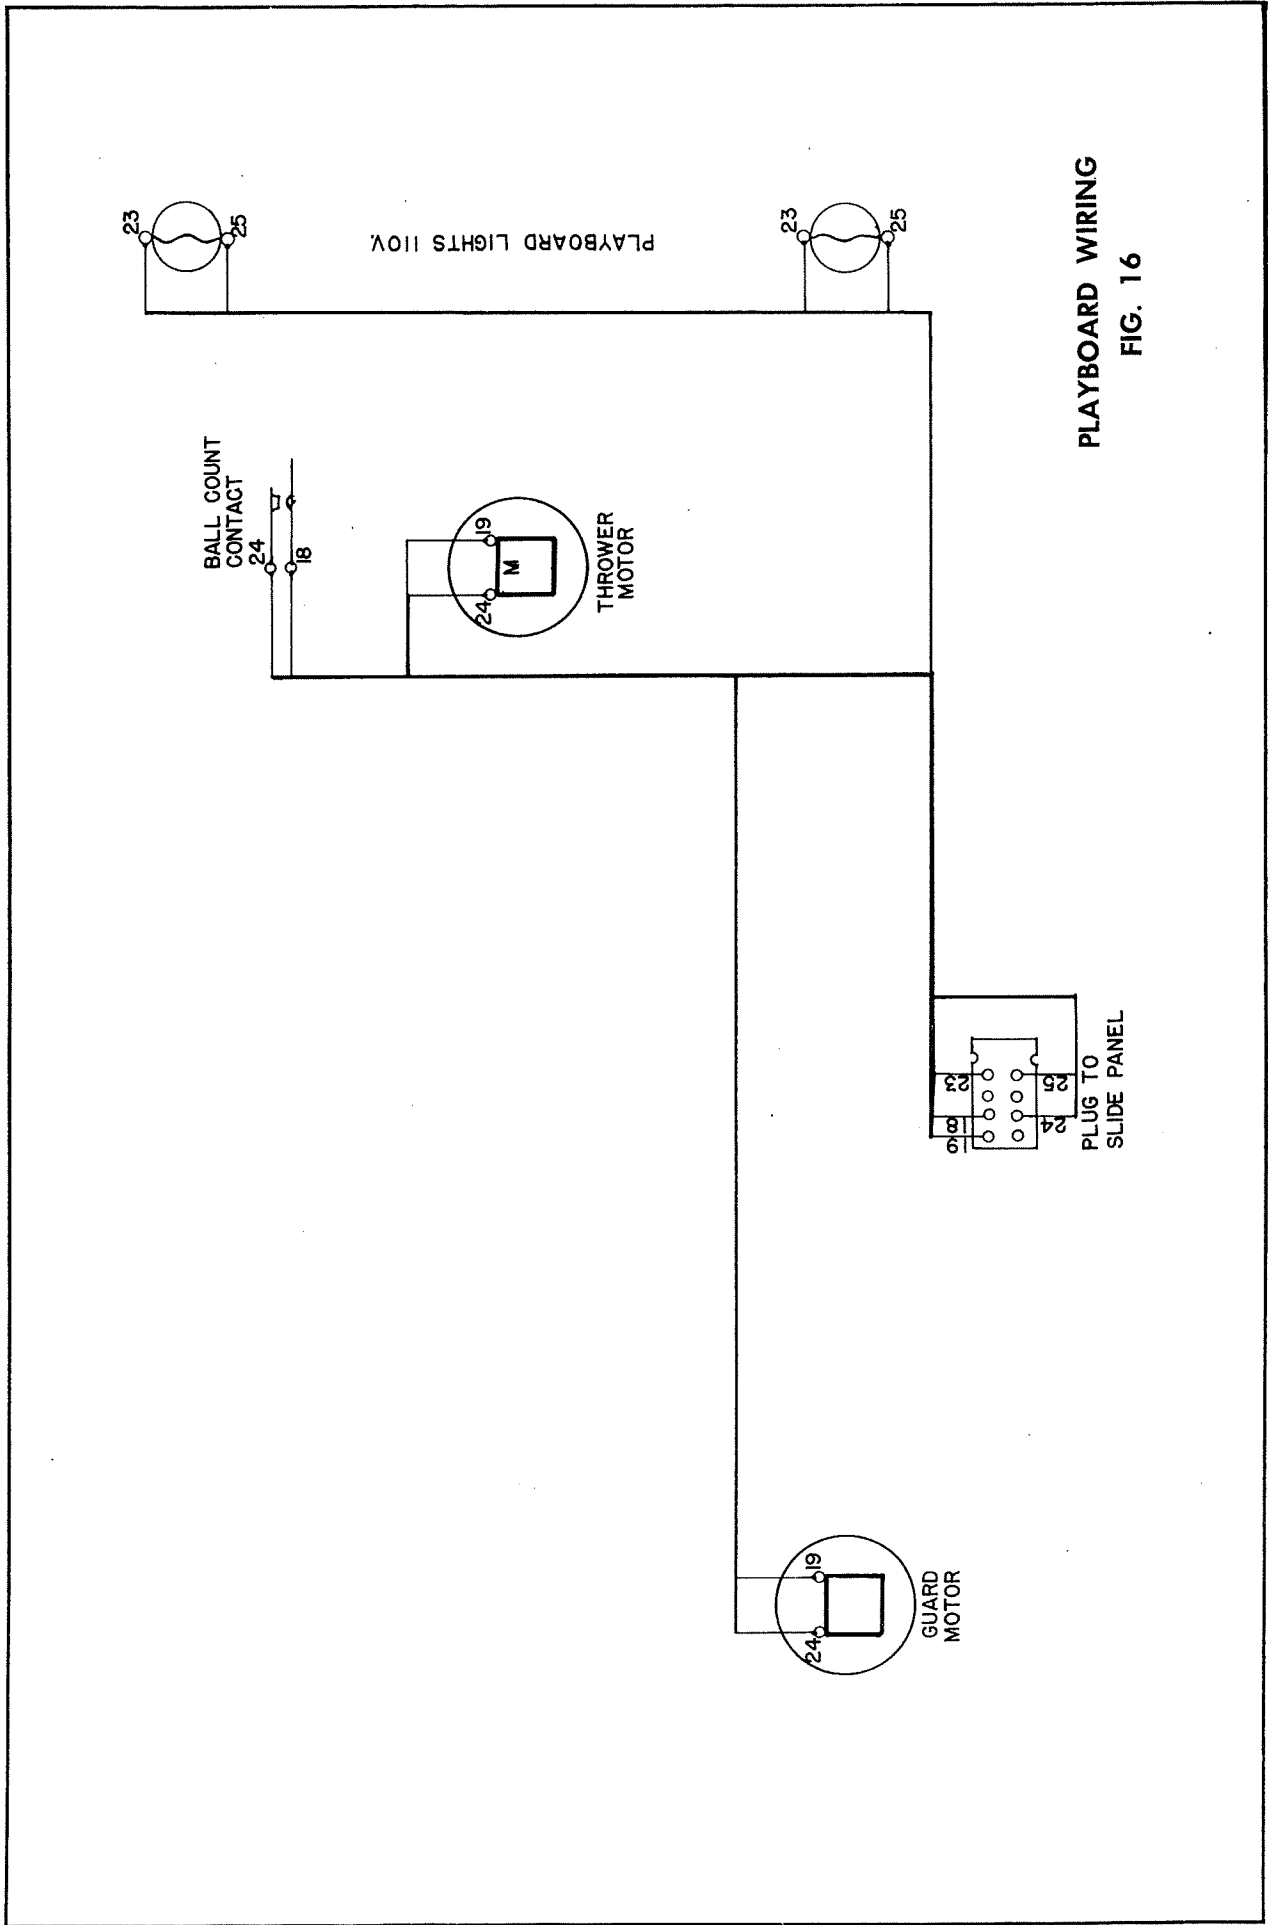 23
25
PLAYBOARD LIGHTS 110V.
23
25
BALL COUNT
CONTACT
24
18
19
24
M
THROWER
MOTOR
PLAYBOARD WIRING
FIG. 16
23
18
19
25
24
PLUG TO
SLIDE PANEL
19
24
GUARD
MOTOR